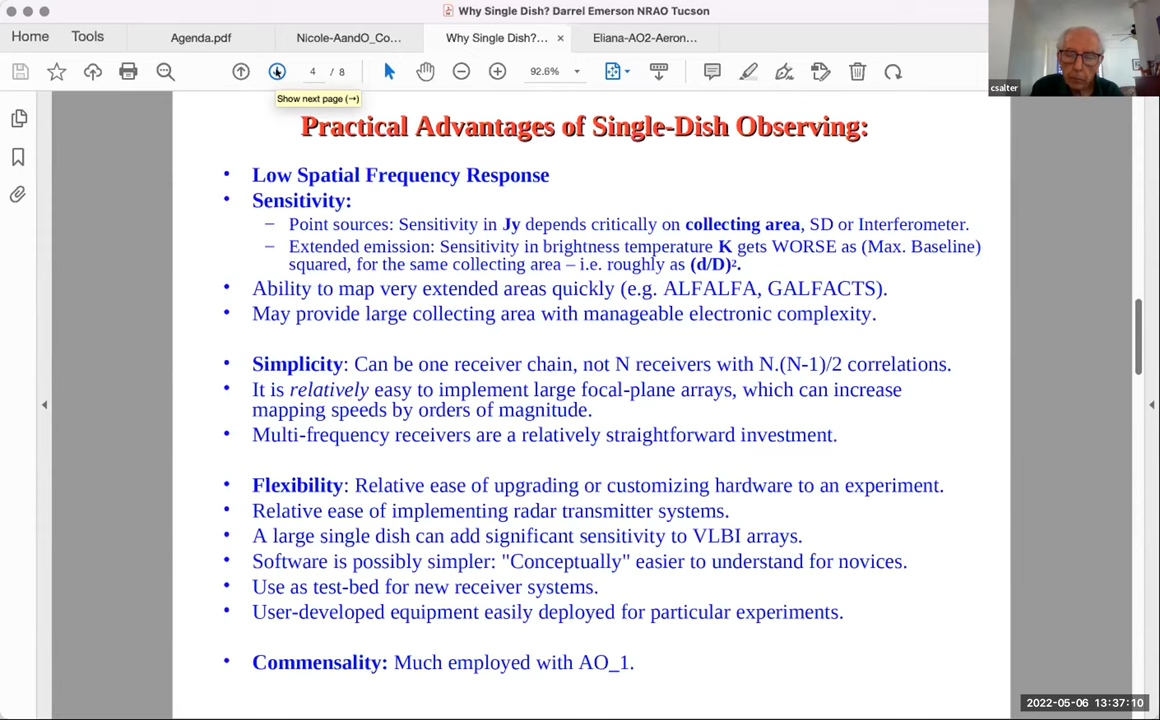 Why Single Dish? Darrel Emerson NRAO Tucson
Home Tools Agenda.pdf Nicole-AandO_Co... Why Single Dish?... × Eliana-AO2-Aeron...
4 / 8 92.6%
csalter
Show next page (→)
Practical Advantages of Single-Dish Observing:
• Low Spatial Frequency Response
• Sensitivity:
– Point sources: Sensitivity in Jy depends critically on collecting area, SD or Interferometer.
– Extended emission: Sensitivity in brightness temperature K gets WORSE as (Max. Baseline)
squared, for the same collecting area – i.e. roughly as (d/D)².
• Ability to map very extended areas quickly (e.g. ALFALFA, GALFACTS).
• May provide large collecting area with manageable electronic complexity.
• Simplicity: Can be one receiver chain, not N receivers with N.(N-1)/2 correlations.
• It is relatively easy to implement large focal-plane arrays, which can increase
mapping speeds by orders of magnitude.
• Multi-frequency receivers are a relatively straightforward investment.
• Flexibility: Relative ease of upgrading or customizing hardware to an experiment.
• Relative ease of implementing radar transmitter systems.
• A large single dish can add significant sensitivity to VLBI arrays.
• Software is possibly simpler: "Conceptually" easier to understand for novices.
• Use as test-bed for new receiver systems.
• User-developed equipment easily deployed for particular experiments.
• Commensality: Much employed with AO_1.
2022-05-06 13:37:10